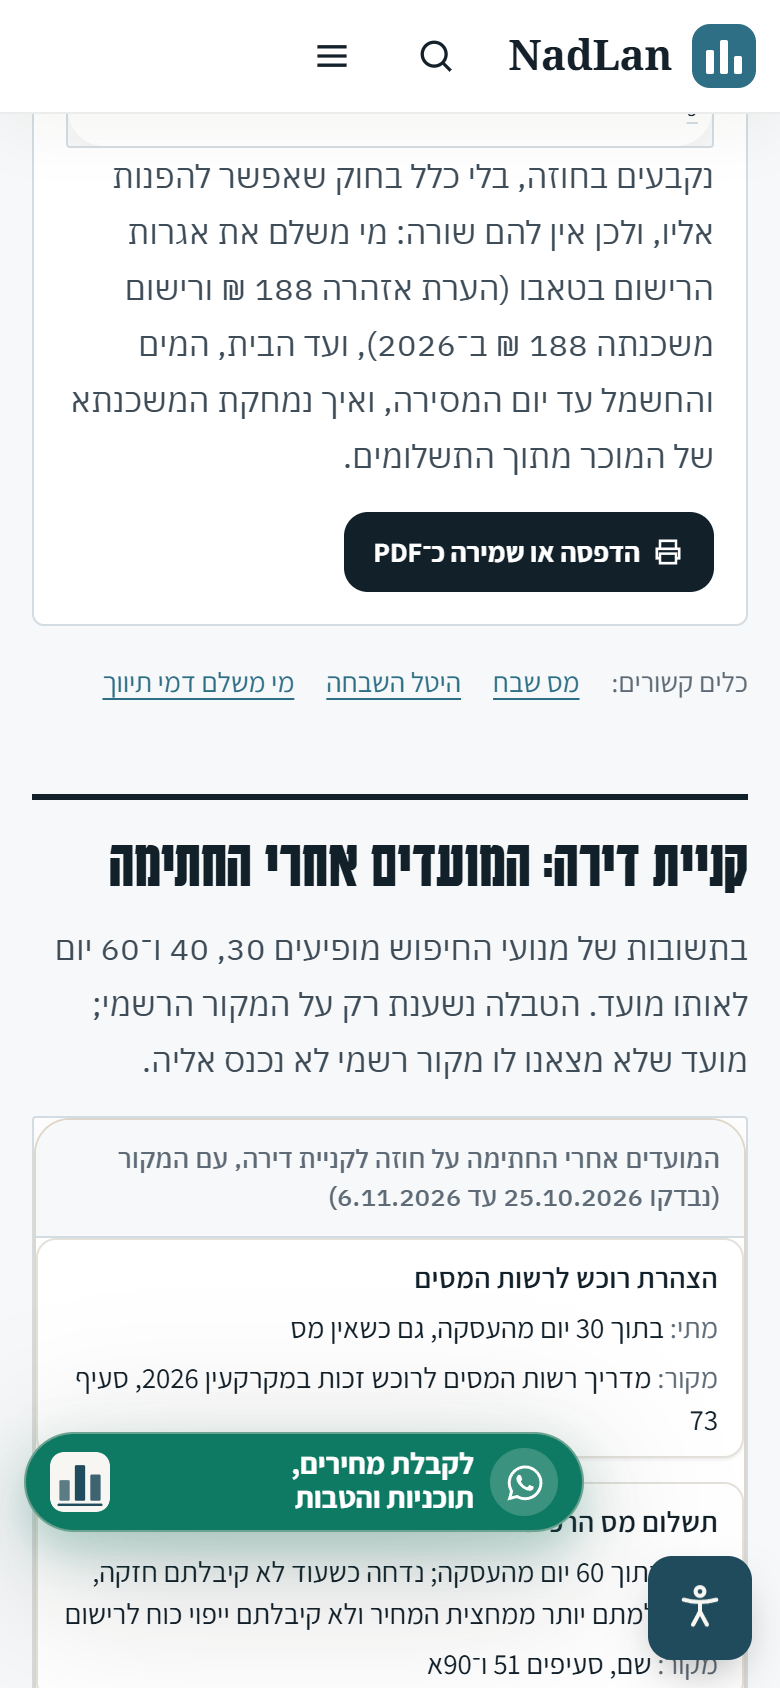 NadLan
נקבעים בחוזה, בלי כלל בחוק שאפשר להפנות
אליו, ולכן אין להם שורה: מי משלם את אגרות
הרישום בטאבו (הערת אזהרה 188 ₪ ורישום
משכנתה 188 ₪ ב־2026), ועד הבית, המים
והחשמל עד יום המסירה, ואיך נמחקת המשכנתא
של המוכר מתוך התשלומים.
הדפסה או שמירה כ־PDF
כלים קשורים: מס שבח היטל השבחה מי משלם דמי תיווך
קניית דירה: המועדים אחרי החתימה
בתשובות של מנועי החיפוש מופיעים 30, 40 ו־60 יום
לאותו מועד. הטבלה נשענת רק על המקור הרשמי;
מועד שלא מצאנו לו מקור רשמי לא נכנס אליה.
המועדים אחרי החתימה על חוזה לקניית דירה, עם המקור
(נבדקו 25.10.2026 עד 6.11.2026)
הצהרת רוכש לרשות המסים
מתי: בתוך 30 יום מהעסקה, גם כשאין מס
מקור: מדריך רשות המסים לרוכש זכות במקרקעין 2026, סעיף
73
לקבלת מחירים,
תוכניות והטבות
תשלום מס
60 יום מהעסקה; נדחה כשעוד לא קיבלתם חזקה,
יותר ממחצית המחיר ולא קיבלתם ייפוי כוח לרישום
מקור: שם, סעיפים 51 ו־90א